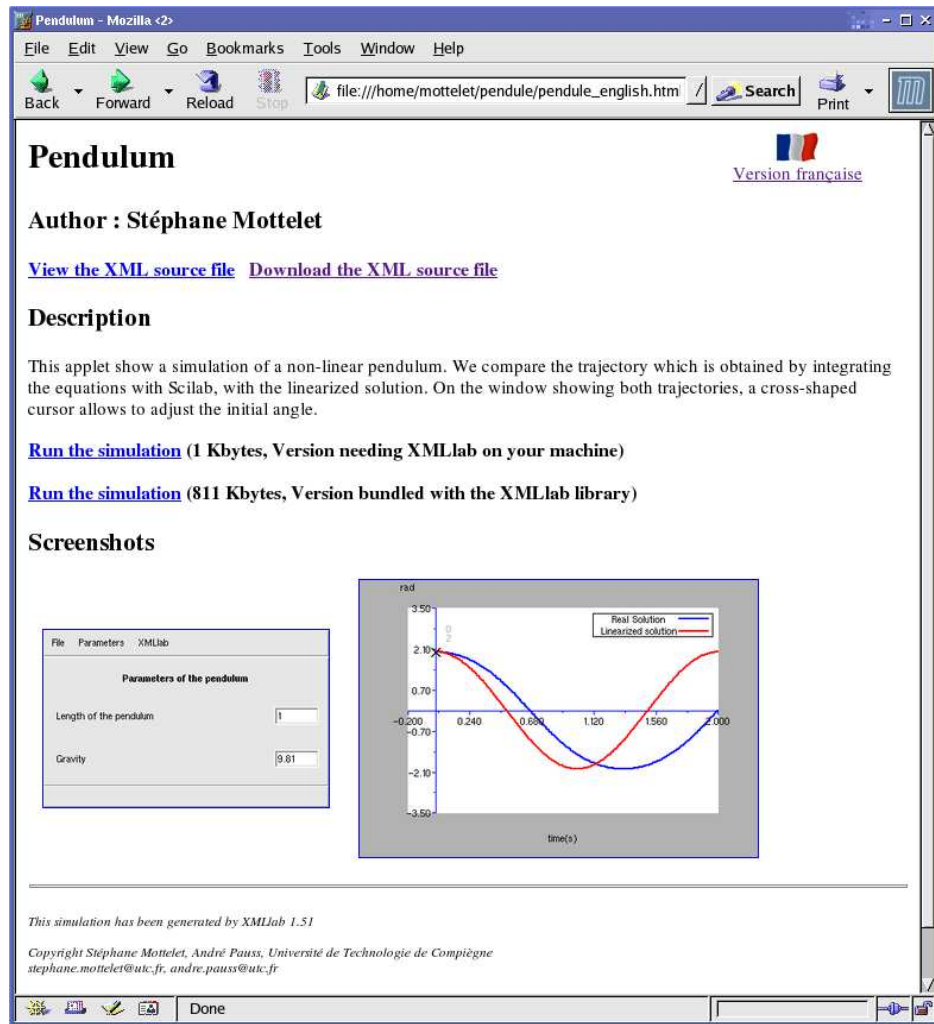 Pendulum - Mozilla <2>
File Edit View Go Bookmarks Tools Window Help
Back Forward Reload Stop file:///home/mottelet/pendule/pendule_english.htm Search Print
Pendulum
Version française
Author : Stéphane Mottelet
View the XML source file Download the XML source file
Description
This applet show a simulation of a non-linear pendulum. We compare the trajectory which is obtained by integrating
the equations with Scilab, with the linearized solution. On the window showing both trajectories, a cross-shaped
cursor allows to adjust the initial angle.
Run the simulation (1 Kbytes, Version needing XMLlab on your machine)
Run the simulation (811 Kbytes, Version bundled with the XMLlab library)
Screenshots
File Parameters XMLlab
Parameters of the pendulum
Length of the pendulum 1
Gravity 9.81
rad
3.50
Real Solution
Linearized solution
2.10
0.70
-0.200 0.240 0.680 1.120 1.560 2.000
-0.70
-2.10
-3.50
time(s)
This simulation has been generated by XMLlab 1.51
Copyright Stéphane Mottelet, André Pauss, Université de Technologie de Compiègne
stephane.mottelet@utc.fr, andre.pauss@utc.fr
Done